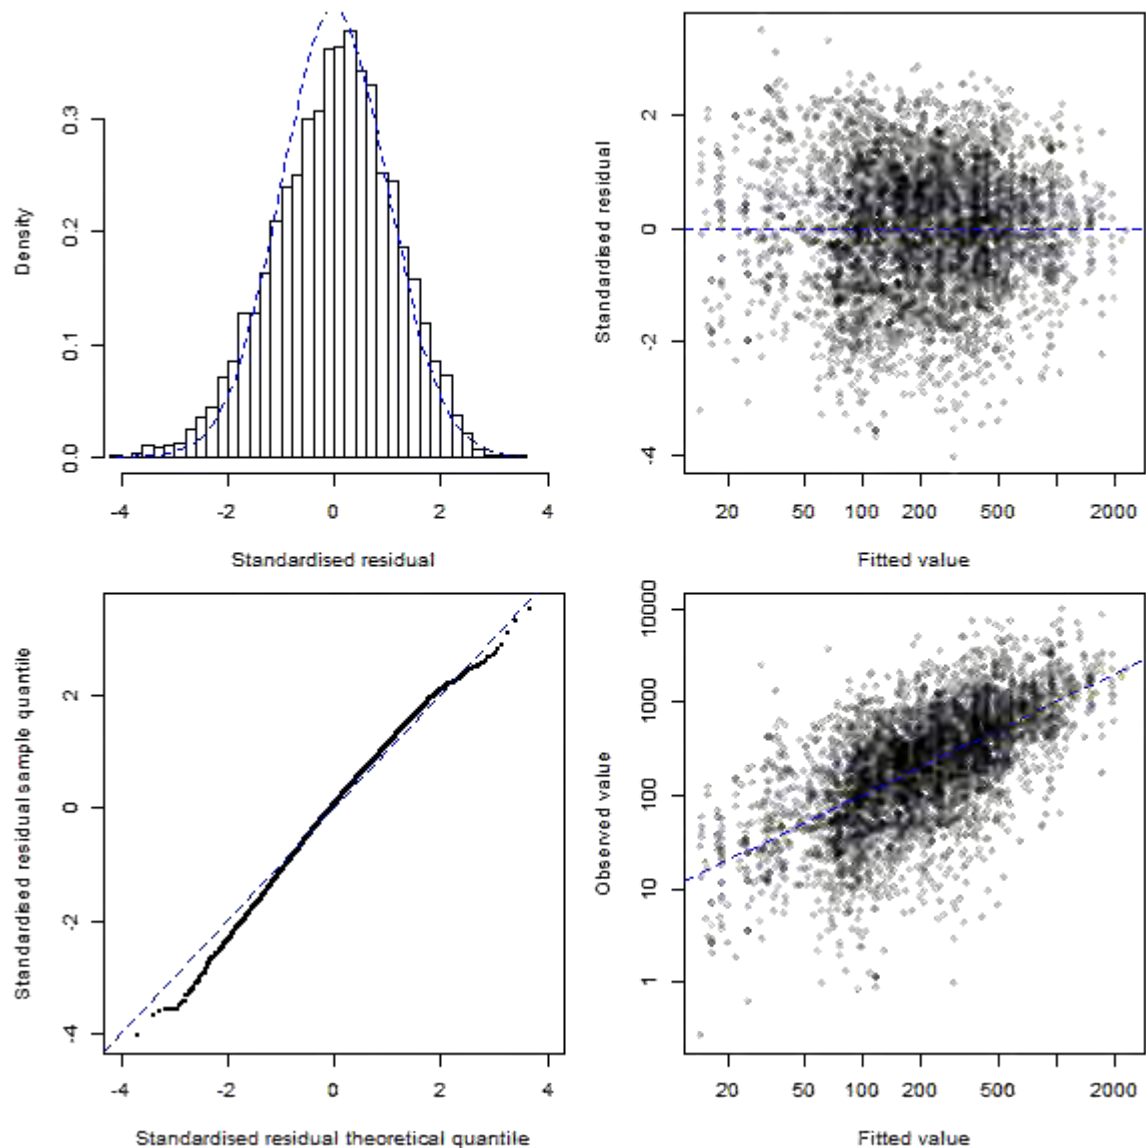 0.3
0.2
0.1
0.0
Density
-4 -2 0 2 4
Standardised residual
2
0
-2
-4
Standardised residual
20 50 100 200 500 2000
Fitted value
2
0
-2
-4
Standardised residual sample quantile
-4 -2 0 2 4
Standardised residual theoretical quantile
10000
1000
100
10
1
Observed value
20 50 100 200 500 2000
Fitted value